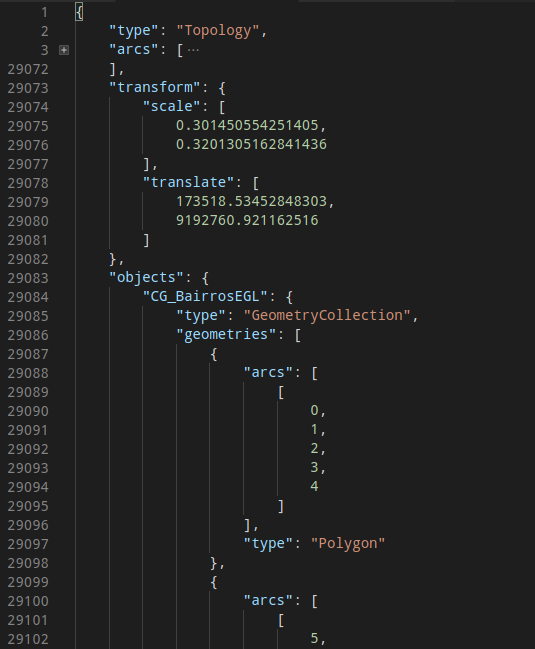 1 {
2 "type": "Topology",
3 "arcs": [ ···
29072 ],
29073 "transform": {
29074 "scale": [
29075 0.301450554251405,
29076 0.3201305162841436
29077 ],
29078 "translate": [
29079 173518.53452848303,
29080 9192760.921162516
29081 ]
29082 },
29083 "objects": {
29084 "CG_BairrosEGL": {
29085 "type": "GeometryCollection",
29086 "geometries": [
29087 {
29088 "arcs": [
29089 [
29090 0,
29091 1,
29092 2,
29093 3,
29094 4
29095 ]
29096 ],
29097 "type": "Polygon"
29098 },
29099 {
29100 "arcs": [
29101 [
29102 5,